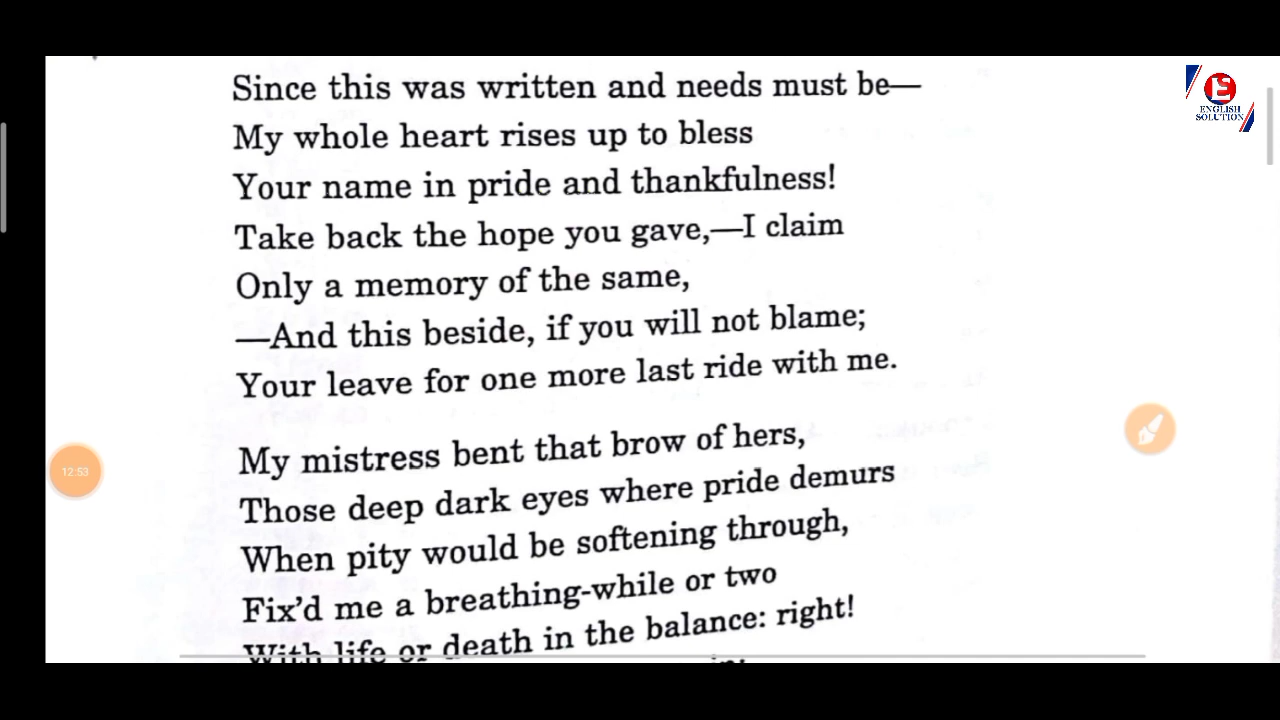 Since this was written and needs must be—
My whole heart rises up to bless
Your name in pride and thankfulness!
Take back the hope you gave,—I claim
Only a memory of the same,
—And this beside, if you will not blame;
Your leave for one more last ride with me.
My mistress bent that brow of hers,
Those deep dark eyes where pride demurs
When pity would be softening through,
Fix'd me a breathing-while or two
With life or death in the balance: right!
ENGLISH
SOLUTION
12:53